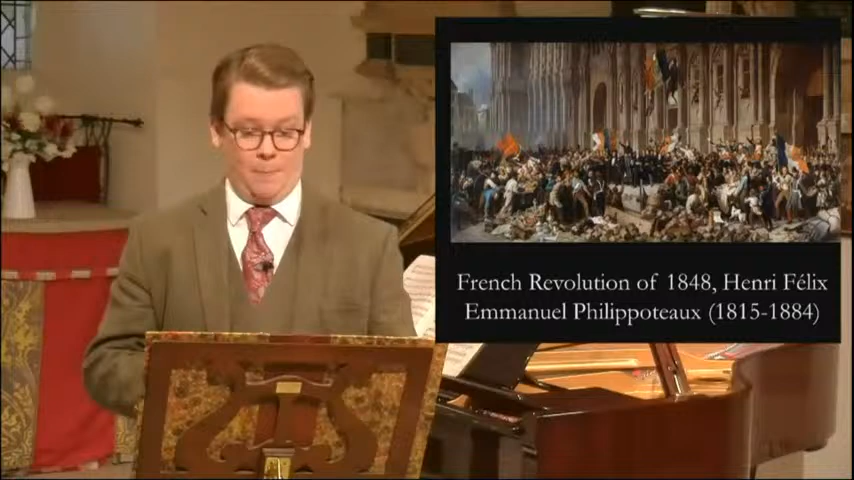 French Revolution of 1848, Henri Félix
Emmanuel Philippoteaux (1815-1884)